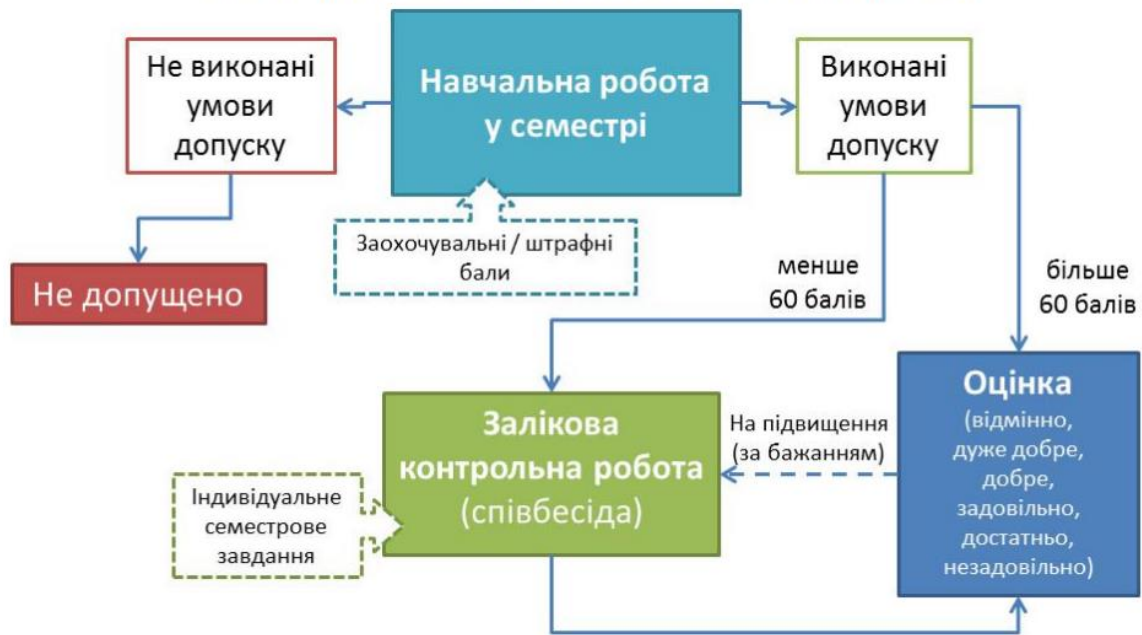 Не виконані
умови
допуску
Навчальна робота
у семестрі
Виконані
умови
допуску
Заохочувальні / штрафні
бали
Не допущено
менше
60 балів
більше
60 балів
Залікова
контрольна робота
(співбесіда)
Індивідуальне
семестрове
завдання
На підвищення
(за бажанням)
Оцінка
(відмінно,
дуже добре,
добре,
задовільно,
достатньо,
незадовільно)